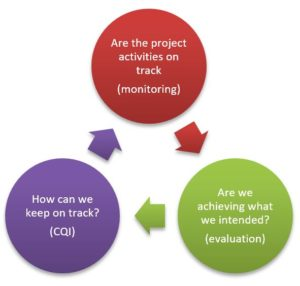 Are the project
activities on
track
(monitoring)
Are we
achieving what
we intended?
(evaluation)
How can we
keep on track?
(CQI)